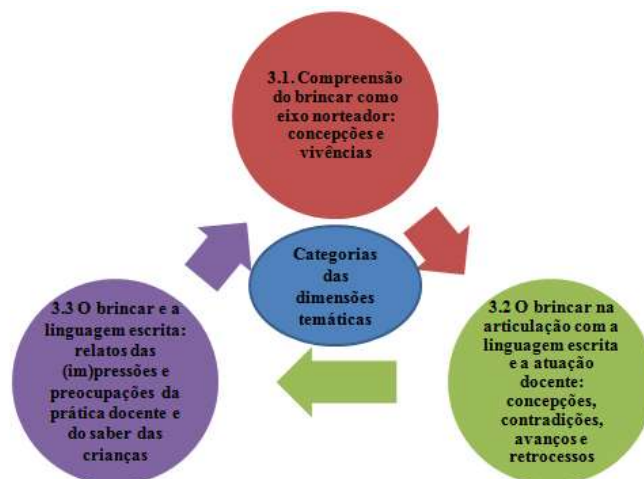 3.1. Compreensão
do brincar como
eixo norteador:
concepções e
vivências
Categorias
das
dimensões
temáticas
3.3 O brincar e a
linguagem escrita:
relatos das
(im)pressões e
preocupações da
prática docente e
do saber das
crianças
3.2 O brincar na
articulação com a
linguagem escrita
e a atuação
docente:
concepções,
contradições,
avanços e
retrocessos